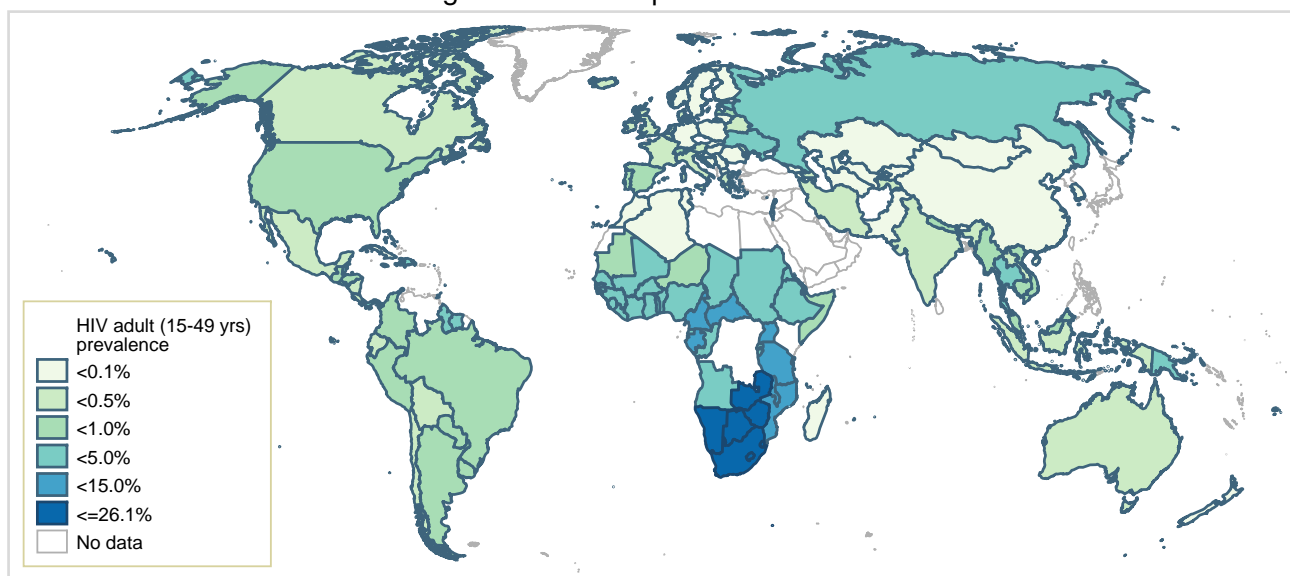 HIV adult (15-49 yrs)
prevalence
<0.1%
<0.5%
<1.0%
<5.0%
<15.0%
<=26.1%
No data